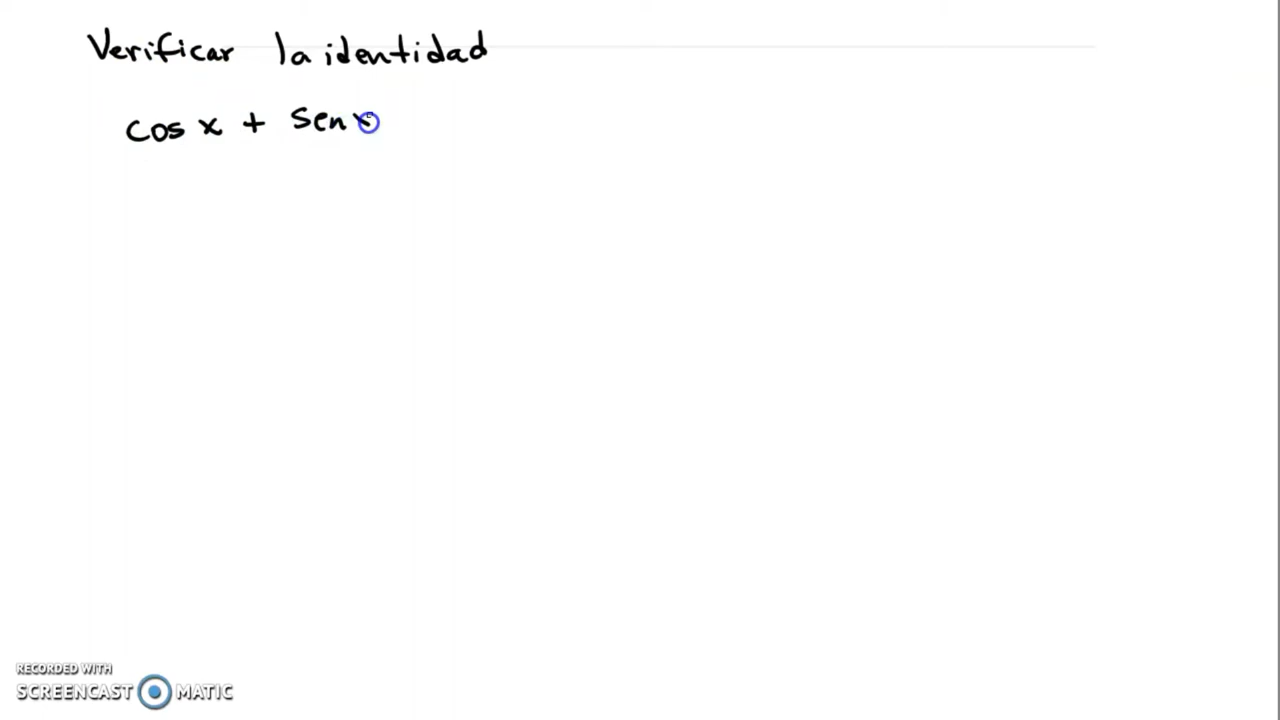 Verificar la identidad
cos x + sen x
RECORDED WITH
SCREENCAST MATIC